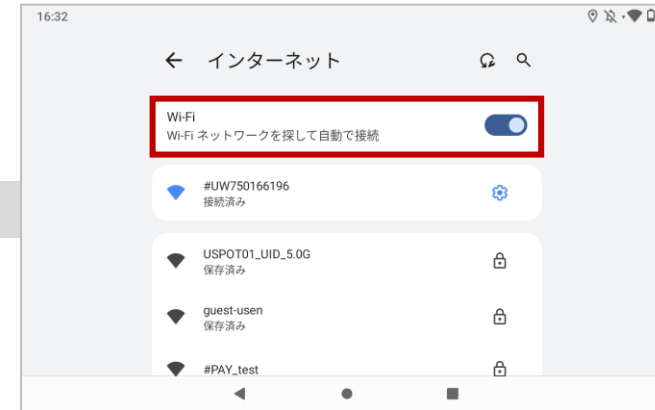 16:32
インターネット
Wi-Fi
Wi-Fi ネットワークを探して自動で接続
#UW750166196
接続済み
USPOT01_UID_5.0G
保存済み
guest-usen
保存済み
#PAY_test